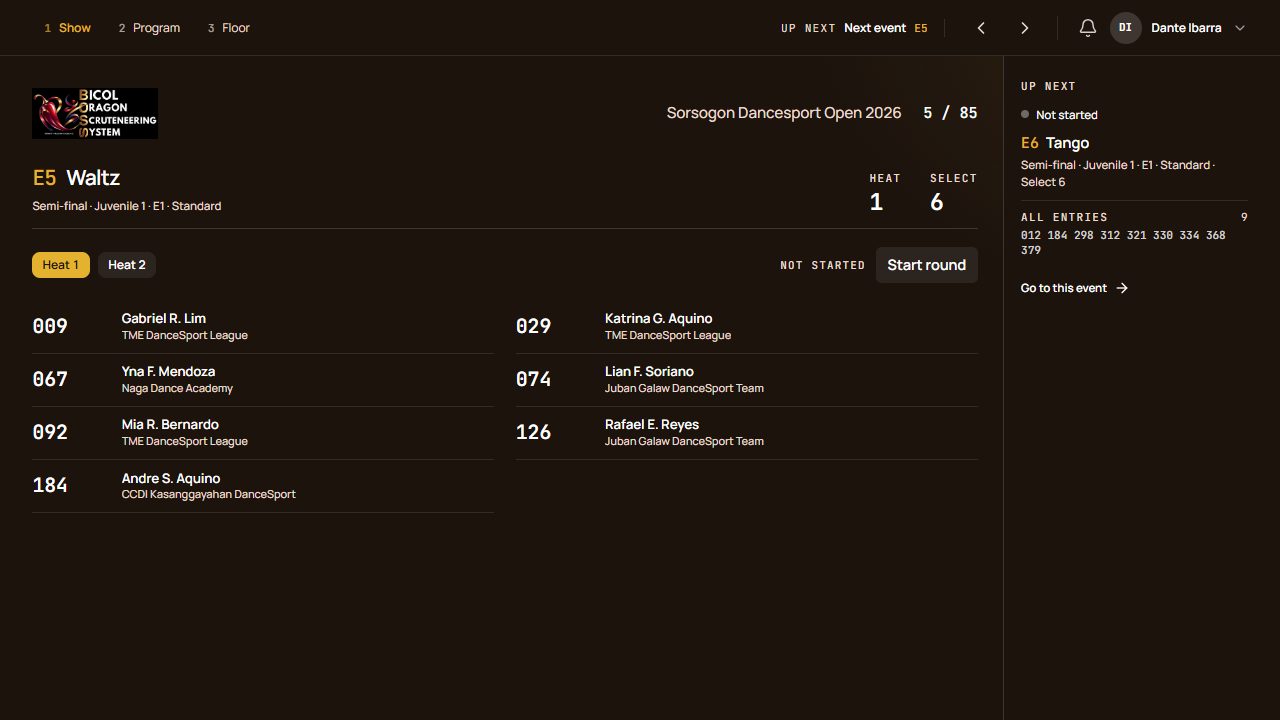 1 Show
2 Program
3 Floor
UP NEXT Next event E5
DI
Dante Ibarra
BICOL
DRAGON
SCRUTENEERING
SYSTEM
Sorsogon Dancesport Open 2026
5 / 85
E5 Waltz
Semi-final · Juvenile 1 · E1 · Standard
HEAT
1
SELECT
6
Heat 1
Heat 2
NOT STARTED
Start round
009
Gabriel R. Lim
TME DanceSport League
029
Katrina G. Aquino
TME DanceSport League
067
Yna F. Mendoza
Naga Dance Academy
074
Lian F. Soriano
Juban Galaw DanceSport Team
092
Mia R. Bernardo
TME DanceSport League
126
Rafael E. Reyes
Juban Galaw DanceSport Team
184
Andre S. Aquino
CCDI Kasanggayahan DanceSport
UP NEXT
Not started
E6 Tango
Semi-final · Juvenile 1 · E1 · Standard ·
Select 6
ALL ENTRIES 9
012 184 298 312 321 330 334 368
379
Go to this event